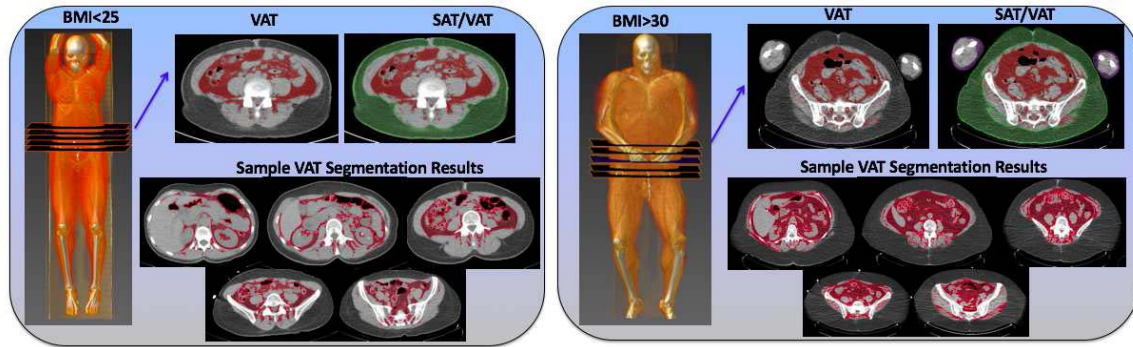 BMI<25
VAT
SAT/VAT
Sample VAT Segmentation Results
BMI>30
VAT
SAT/VAT
Sample VAT Segmentation Results